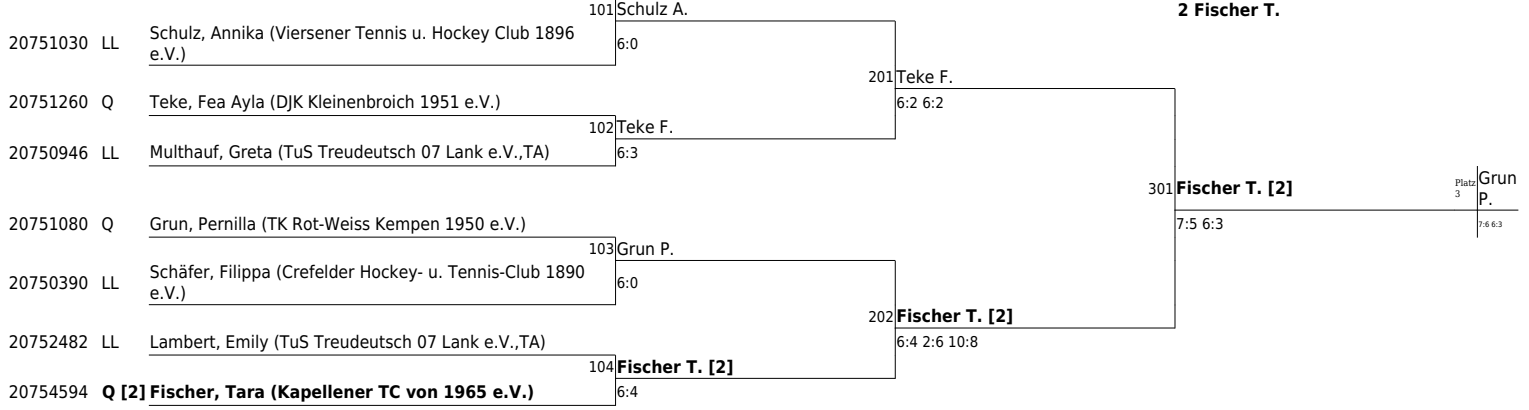 101 Schulz A.
2 Fischer T.
20751030 LL Schulz, Annika (Viersener Tennis u. Hockey Club 1896
e.V.)
6:0
201 Teke F.
20751260 Q Teke, Fea Ayla (DJK Kleinenbroich 1951 e.V.)
6:2 6:2
102 Teke F.
20750946 LL Multhauf, Greta (TuS Treudeutsch 07 Lank e.V.,TA)
6:3
301 Fischer T. [2]
Platz
3
Grun
P.
20751080 Q Grun, Pernilla (TK Rot-Weiss Kempen 1950 e.V.)
7:5 6:3
7:6 6:3
103 Grun P.
20750390 LL Schäfer, Filippa (Crefelder Hockey- u. Tennis-Club 1890
e.V.)
6:0
202 Fischer T. [2]
20752482 LL Lambert, Emily (TuS Treudeutsch 07 Lank e.V.,TA)
6:4 2:6 10:8
104 Fischer T. [2]
20754594 Q [2] Fischer, Tara (Kapellener TC von 1965 e.V.)
6:4